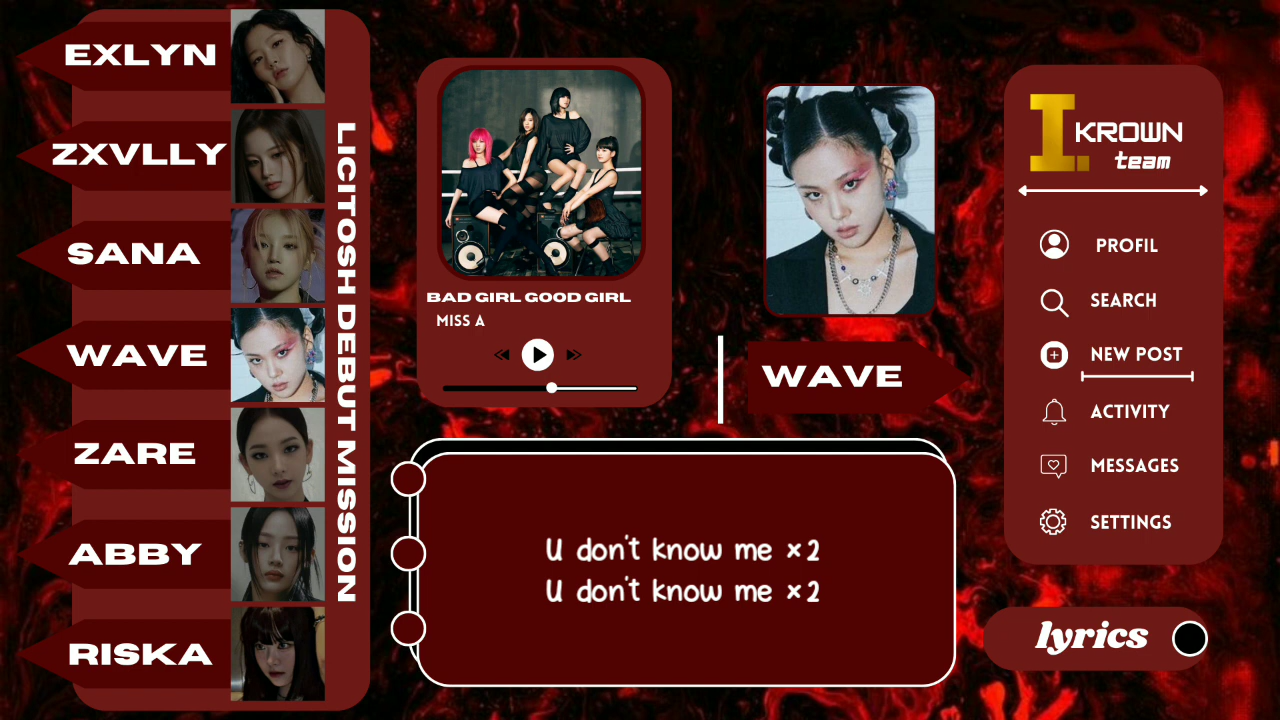 EXLYN
ZXVLLY
SANA
WAVE
ZARE
ABBY
RISKA
LICITOSH DEBUT MISSION
BAD GIRL GOOD GIRL
MISS A
WAVE
U don't know me ×2
U don't know me ×2
I. KROWN
team
PROFIL
SEARCH
NEW POST
ACTIVITY
MESSAGES
SETTINGS
lyrics